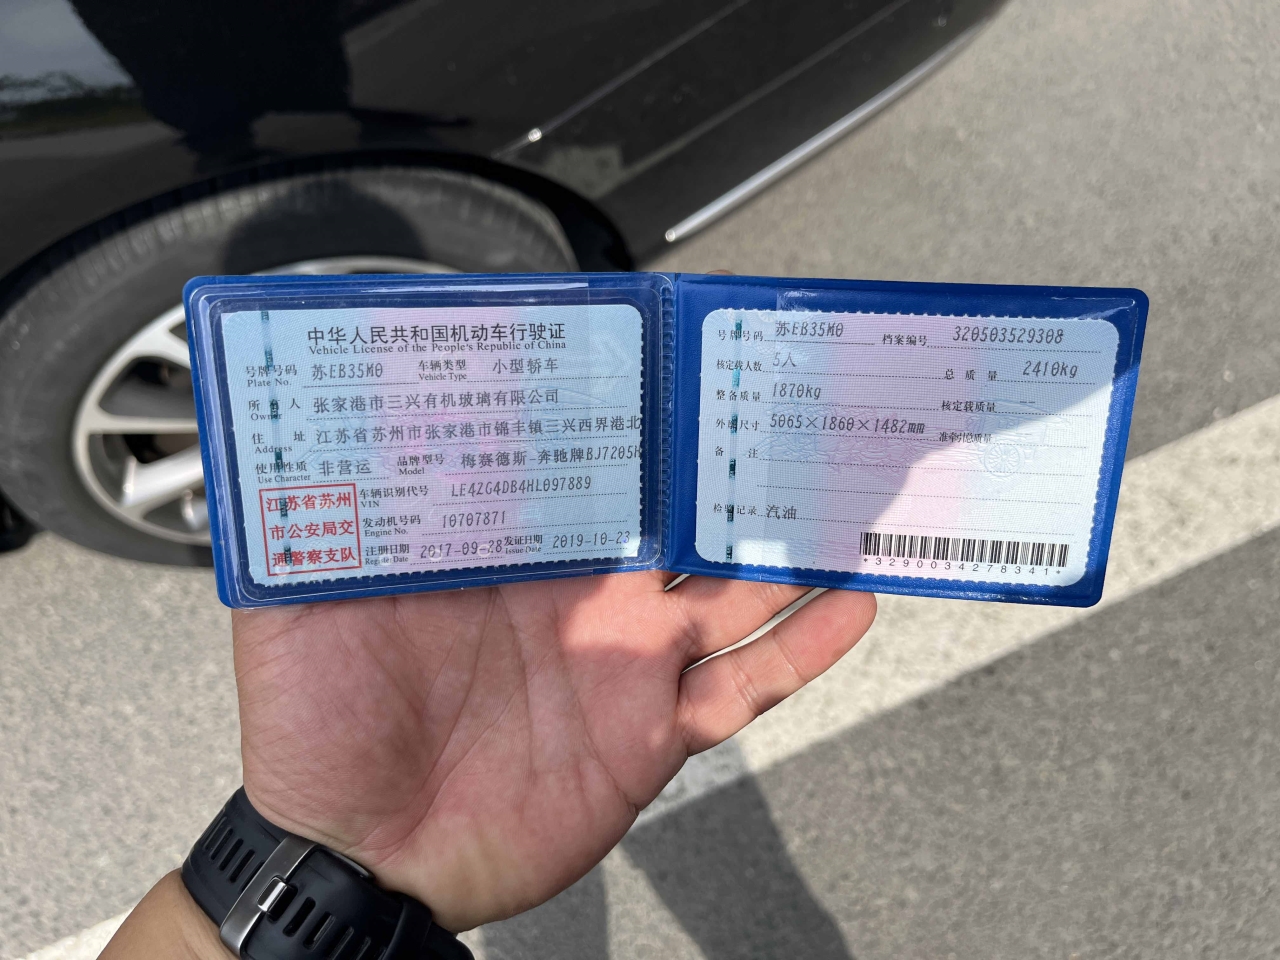 中华人民共和国机动车行驶证
Vehicle License of the People's Republic of China
号牌号码 苏EB35M0 车辆类型 小型轿车
Plate No. Vehicle Type
所有人 张家港市三兴有机玻璃有限公司
Owner
住址 江苏省苏州市张家港市锦丰镇三兴西界港北
Address
使用性质 非营运 品牌型号 梅赛德斯-奔驰牌BJ7205H
Use Character Model
江苏省苏州
市公安局交
通警察支队
车辆识别代号 LE4ZG4DB4HL097889
VIN
发动机号码 10707871
Engine No.
注册日期 2017-09-28 发证日期 2019-10-23
Register Date Issue Date
号牌号码 苏EB35M0 档案编号 320503529308
核定载人数 5人 总质量 2410kg
整备质量 1870kg 核定载质量 --
外廓尺寸 5065×1860×1482mm 准牵引总质量
备注
检验记录 汽油
*3290034278341*